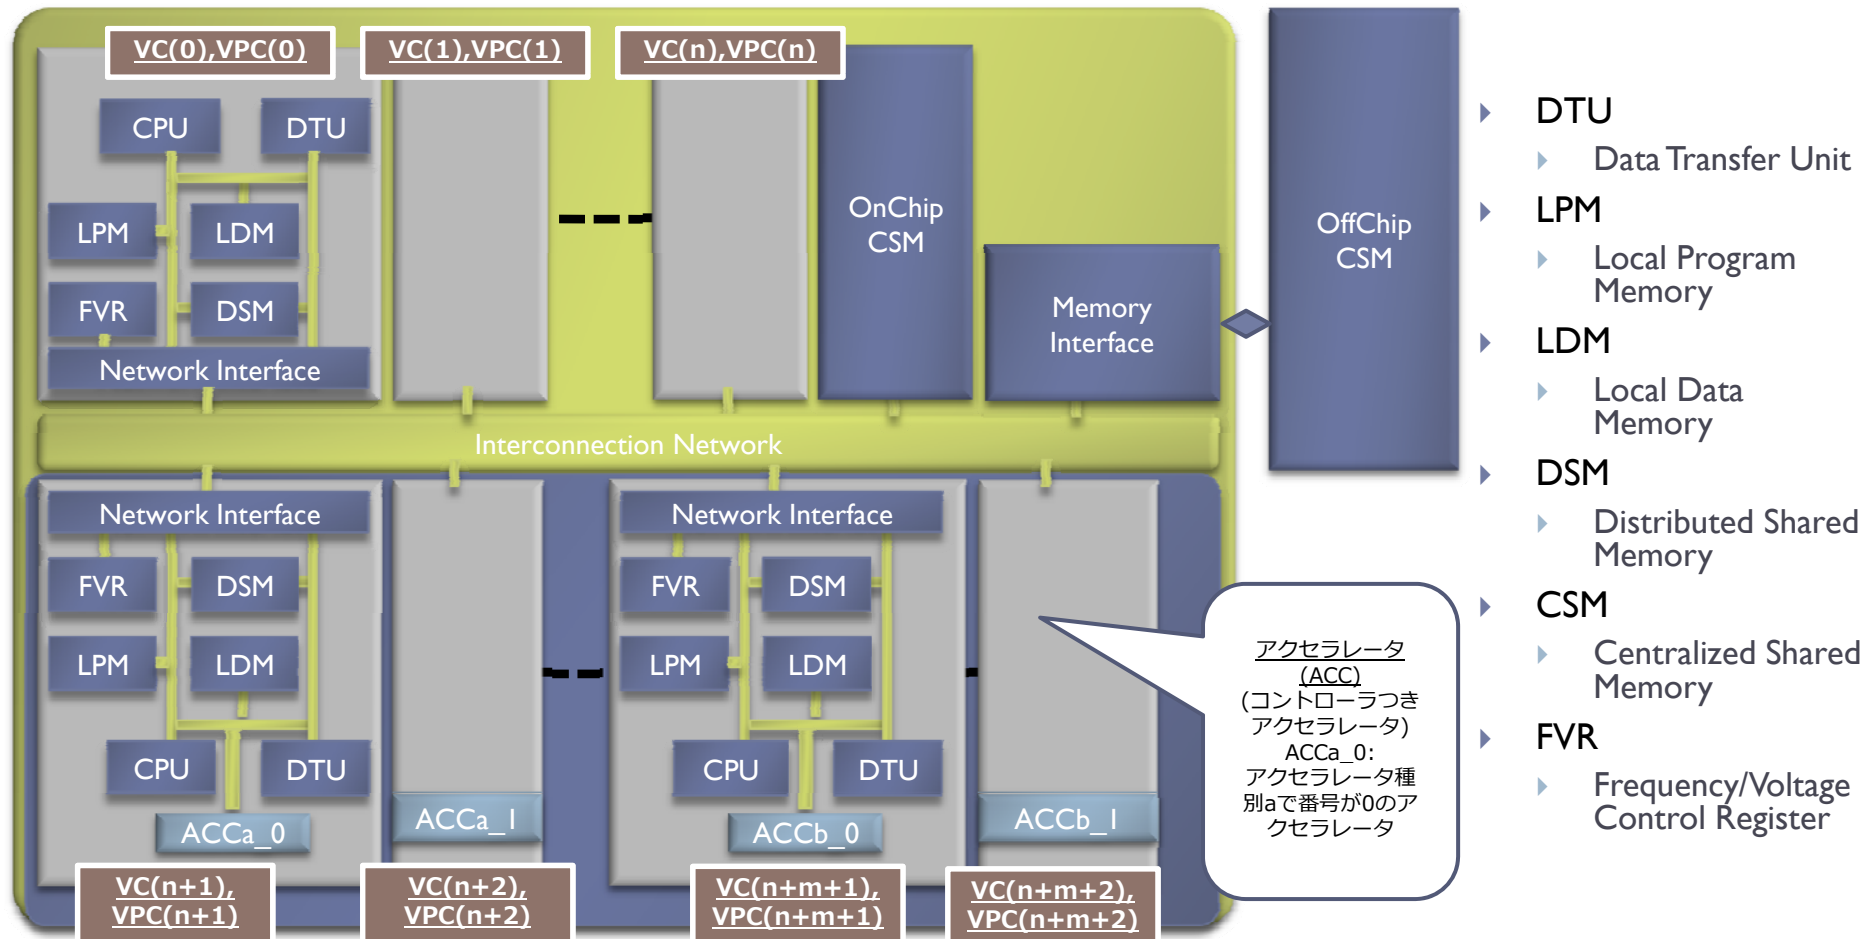 VC(0),VPC(0)
VC(1),VPC(1)
VC(n),VPC(n)
CPU
DTU
LPM
LDM
FVR
DSM
Network Interface
OnChip
CSM
Memory
Interface
OffChip
CSM
Interconnection Network
Network Interface
FVR
DSM
LPM
LDM
CPU
DTU
ACCa_0
ACCa_1
Network Interface
FVR
DSM
LPM
LDM
CPU
DTU
ACCb_0
ACCb_1
VC(n+1),
VPC(n+1)
VC(n+2),
VPC(n+2)
VC(n+m+1),
VPC(n+m+1)
VC(n+m+2),
VPC(n+m+2)
アクセラレータ
(ACC)
(コントローラつき
アクセラレータ)
ACCa_0:
アクセラレータ種
別aで番号が0のア
クセラレータ
DTU
Data Transfer Unit
LPM
Local Program
Memory
LDM
Local Data
Memory
DSM
Distributed Shared
Memory
CSM
Centralized Shared
Memory
FVR
Frequency/Voltage
Control Register